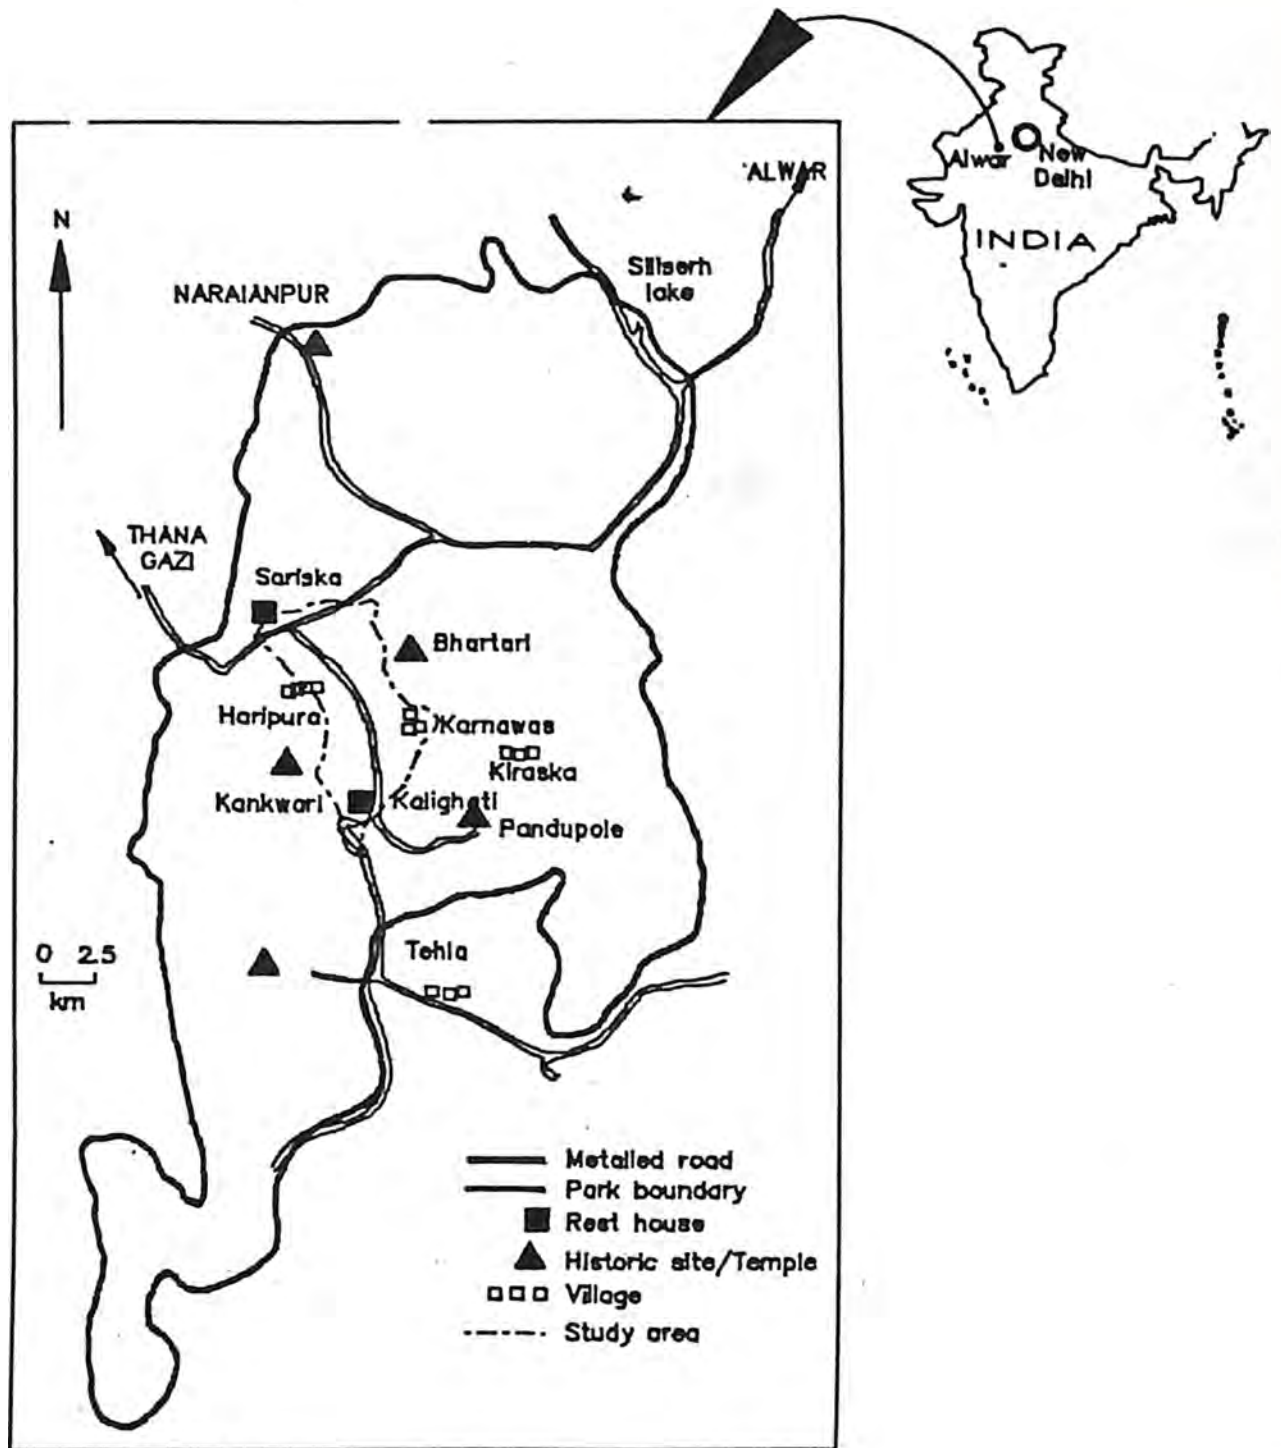 ALWAR
Alwar
New
Delhi
INDIA
N
Siliserh
lake
NARAIANPUR
THANA
GAZI
Sariska
Bhartari
Haripura
Karnawas
Kiraska
Kankwari
Kalighati
Pandupole
Tehla
0 2.5
km
Metalled road
Park boundary
Rest house
Historic site/Temple
Village
Study area